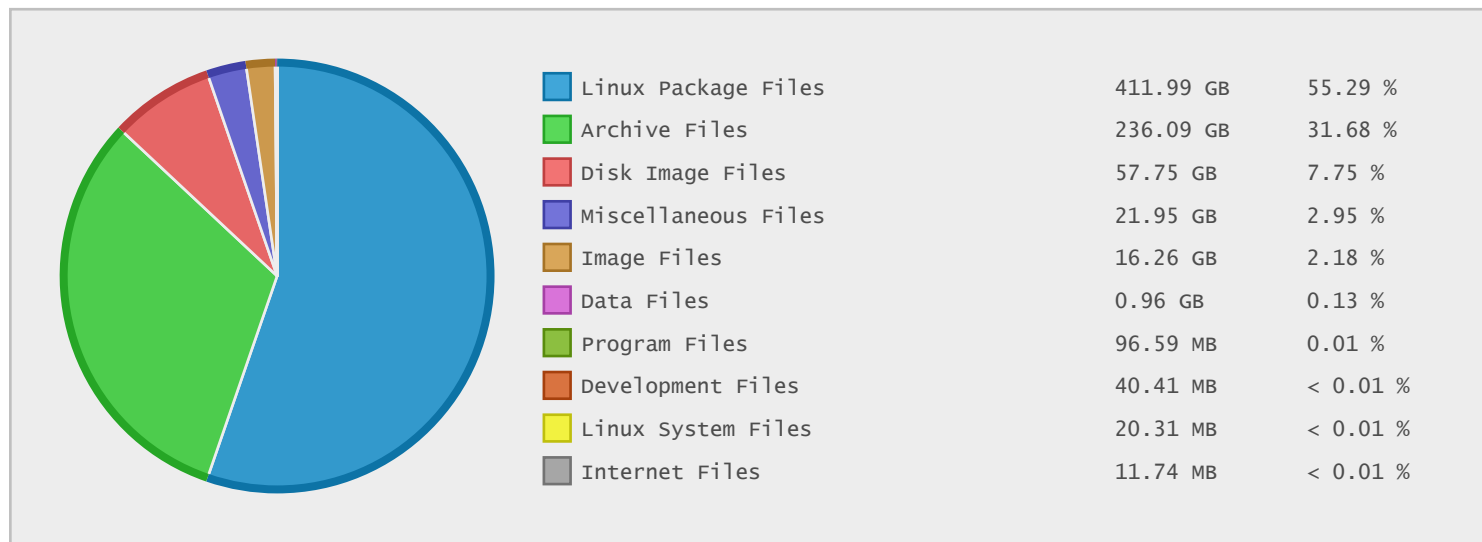 Linux Package Files 411.99 GB 55.29 %
Archive Files 236.09 GB 31.68 %
Disk Image Files 57.75 GB 7.75 %
Miscellaneous Files 21.95 GB 2.95 %
Image Files 16.26 GB 2.18 %
Data Files 0.96 GB 0.13 %
Program Files 96.59 MB 0.01 %
Development Files 40.41 MB < 0.01 %
Linux System Files 20.31 MB < 0.01 %
Internet Files 11.74 MB < 0.01 %